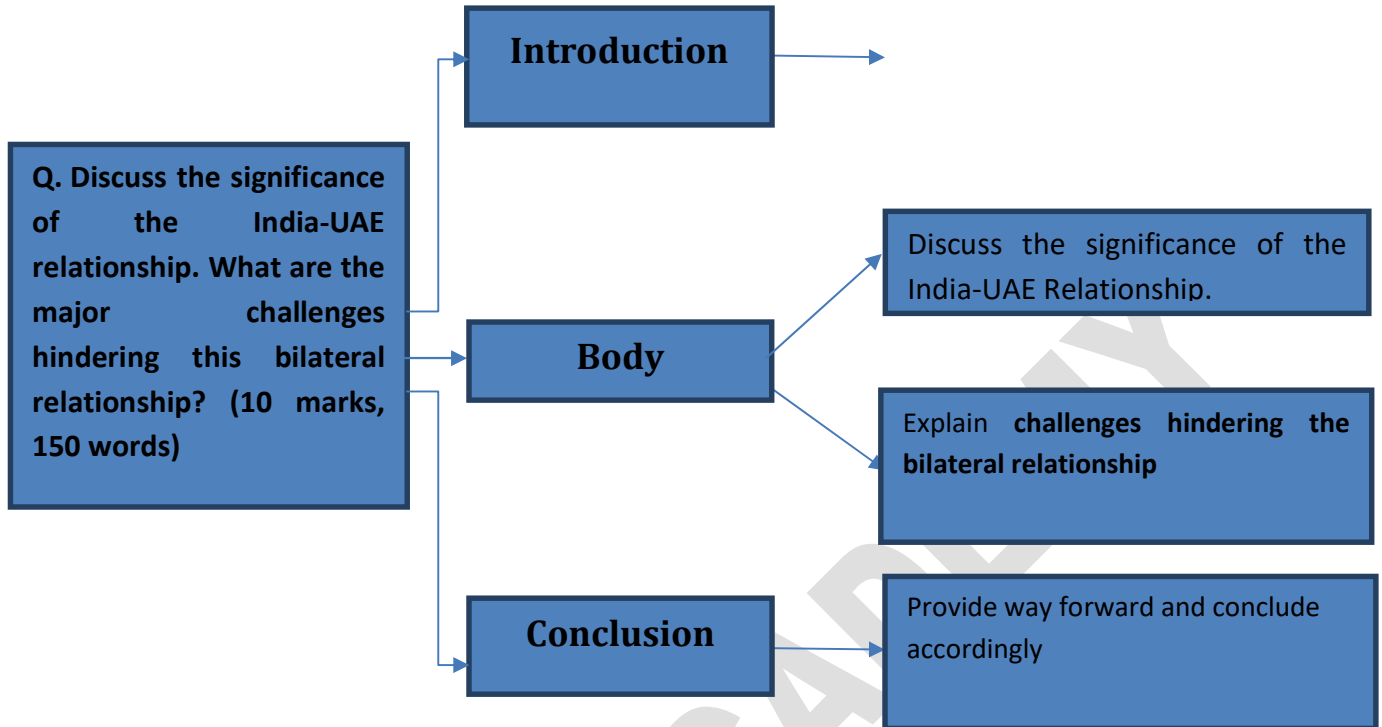 Introduction
Q. Discuss the significance
of the India-UAE
relationship. What are the
major challenges
hindering this bilateral
relationship? (10 marks,
150 words)
Discuss the significance of the
India-UAE Relationship.
Body
Explain challenges hindering the
bilateral relationship
Conclusion
Provide way forward and conclude
accordingly